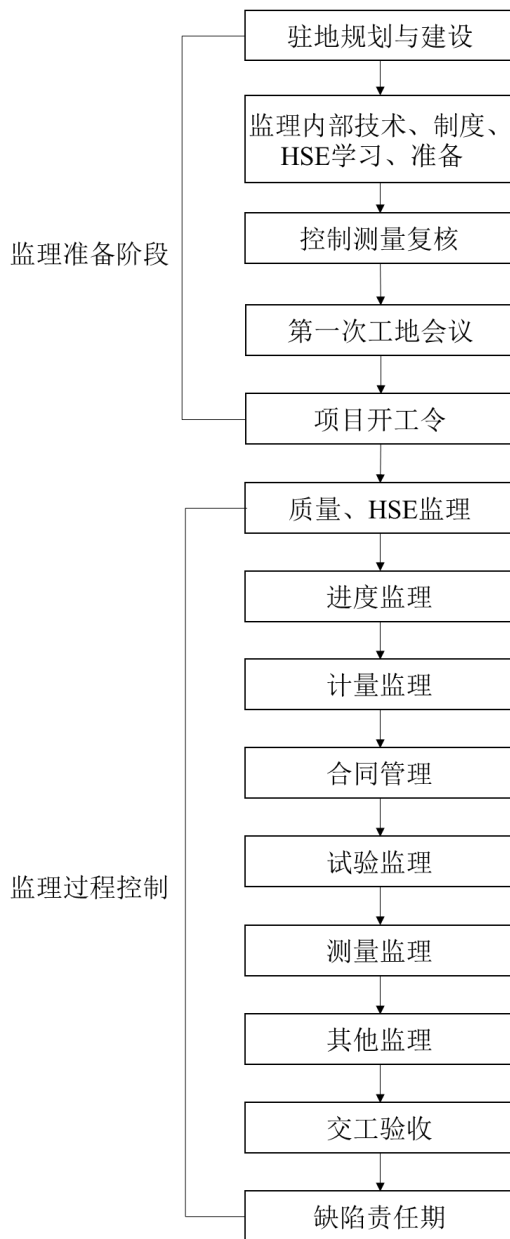 驻地规划与建设
监理内部技术、制度、
HSE学习、准备
控制测量复核
监理准备阶段
第一次工地会议
项目开工令
质量、HSE监理
进度监理
计量监理
合同管理
试验监理
监理过程控制
测量监理
其他监理
交工验收
缺陷责任期